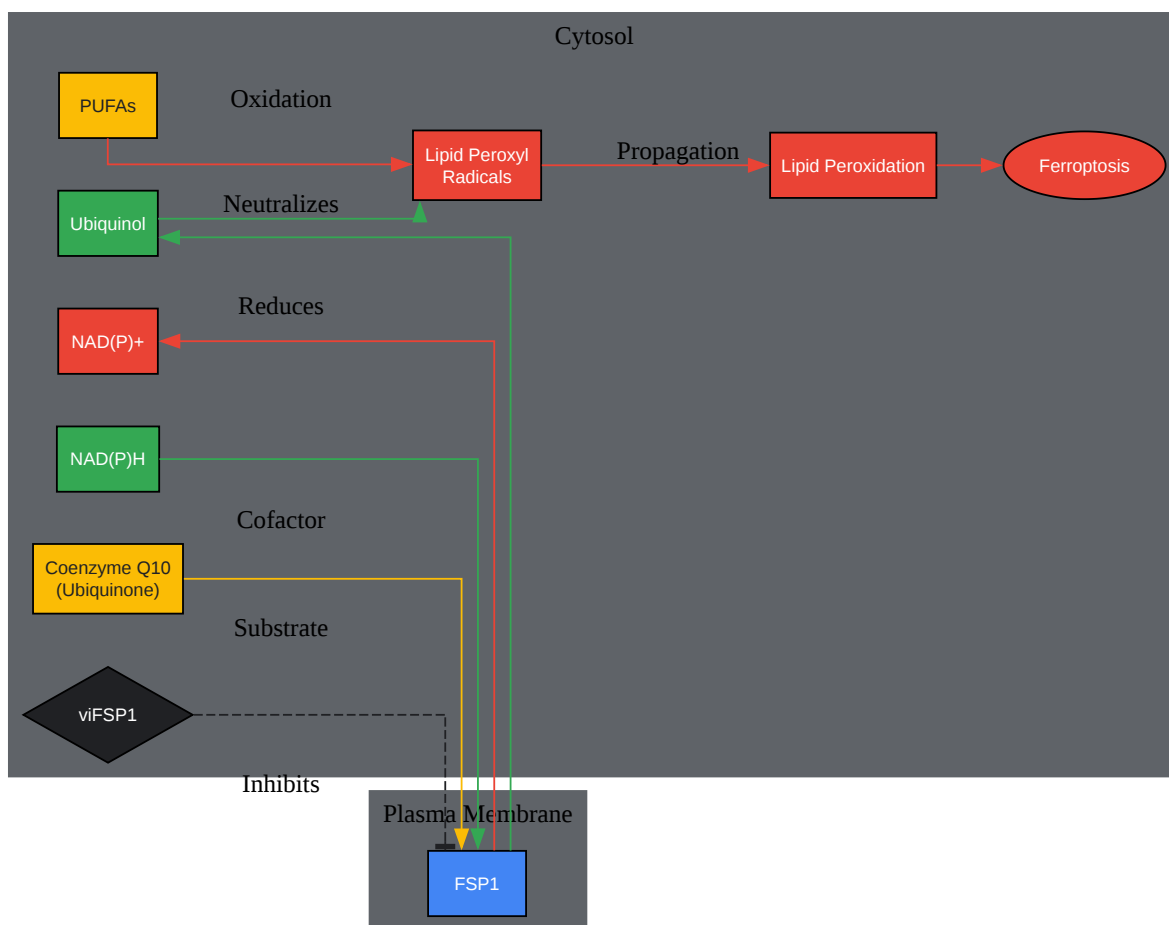 Cytosol
PUFAs
Oxidation
Lipid Peroxyl
Radicals
Propagation
Lipid Peroxidation
Ferroptosis
Ubiquinol
Neutralizes
Reduces
NAD(P)+
NAD(P)H
Cofactor
Coenzyme Q10
(Ubiquinone)
Substrate
viFSP1
Inhibits
Plasma Membrane
FSP1